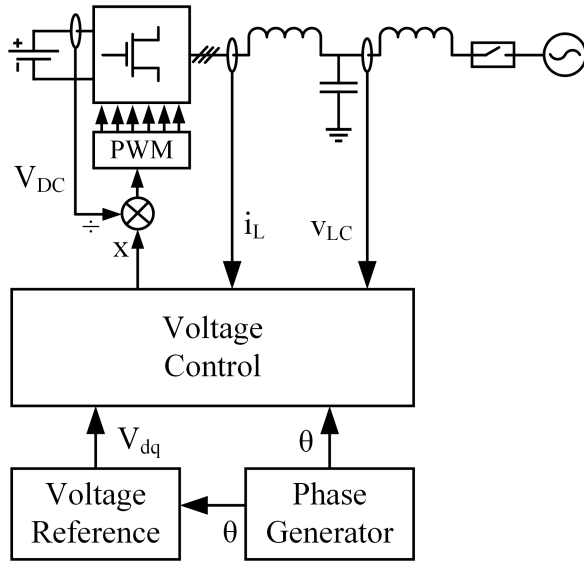 +
PWM
V_DC
÷
x
i_L
v_LC
Voltage
Control
V_dq
θ
Voltage
Reference
θ
Phase
Generator